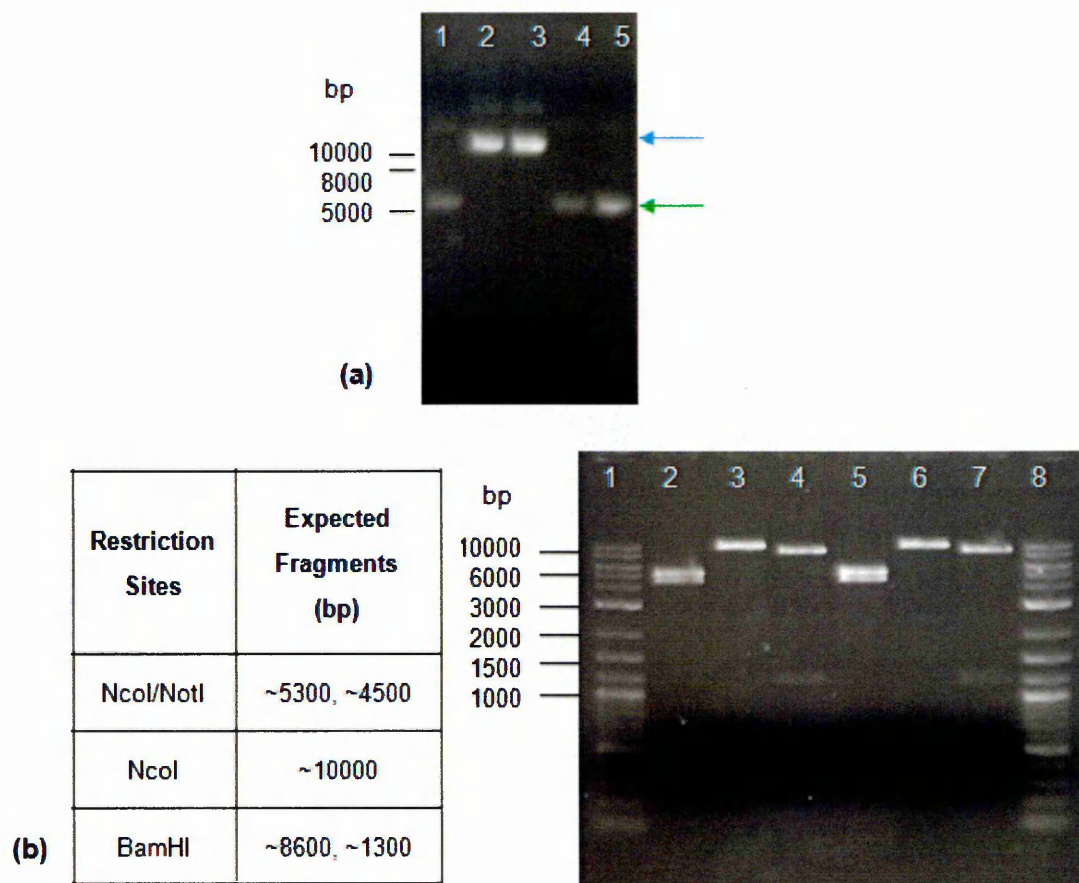 1 2 3 4 5
bp
10000
8000
5000
(a)
Restriction Sites
Expected Fragments (bp)
NcoI/NotI
~5300, ~4500
NcoI
~10000
BamHI
~8600, ~1300
(b)
bp
1 2 3 4 5 6 7 8
10000
6000
3000
2000
1500
1000